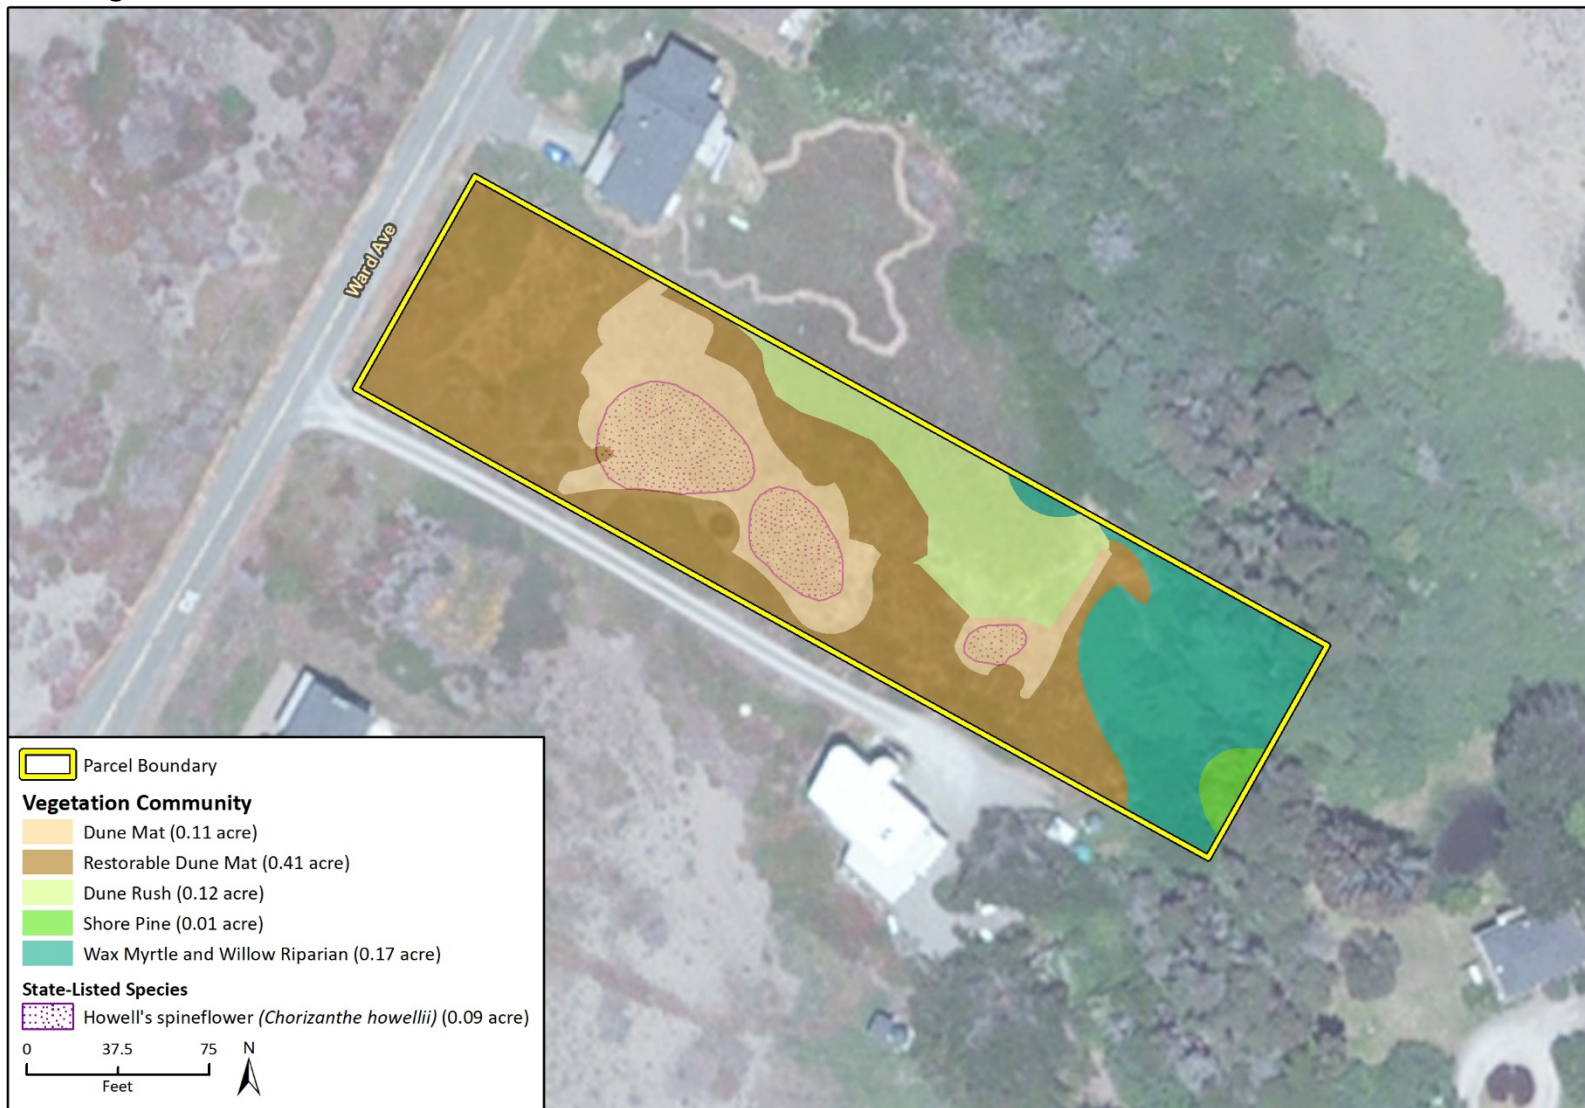 Ward Ave
Parcel Boundary
Vegetation Community
Dune Mat (0.11 acre)
Restorable Dune Mat (0.41 acre)
Dune Rush (0.12 acre)
Shore Pine (0.01 acre)
Wax Myrtle and Willow Riparian (0.17 acre)
State-Listed Species
Howell's spineflower (Chorizanthe howellii) (0.09 acre)
0 37.5 75 N
Feet